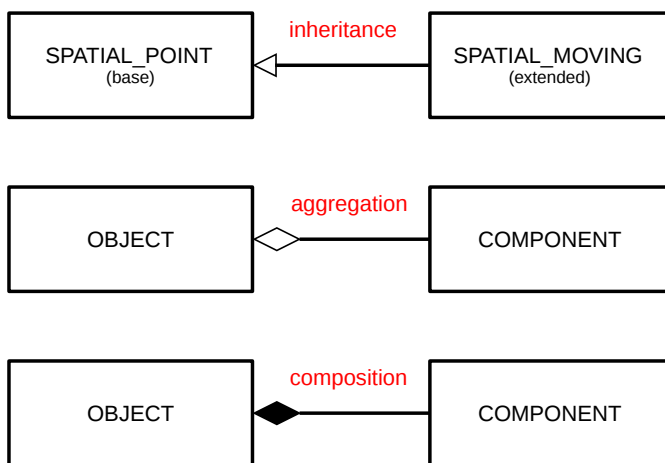 inheritance
SPATIAL_POINT
(base)
SPATIAL_MOVING
(extended)
aggregation
OBJECT
COMPONENT
composition
OBJECT
COMPONENT